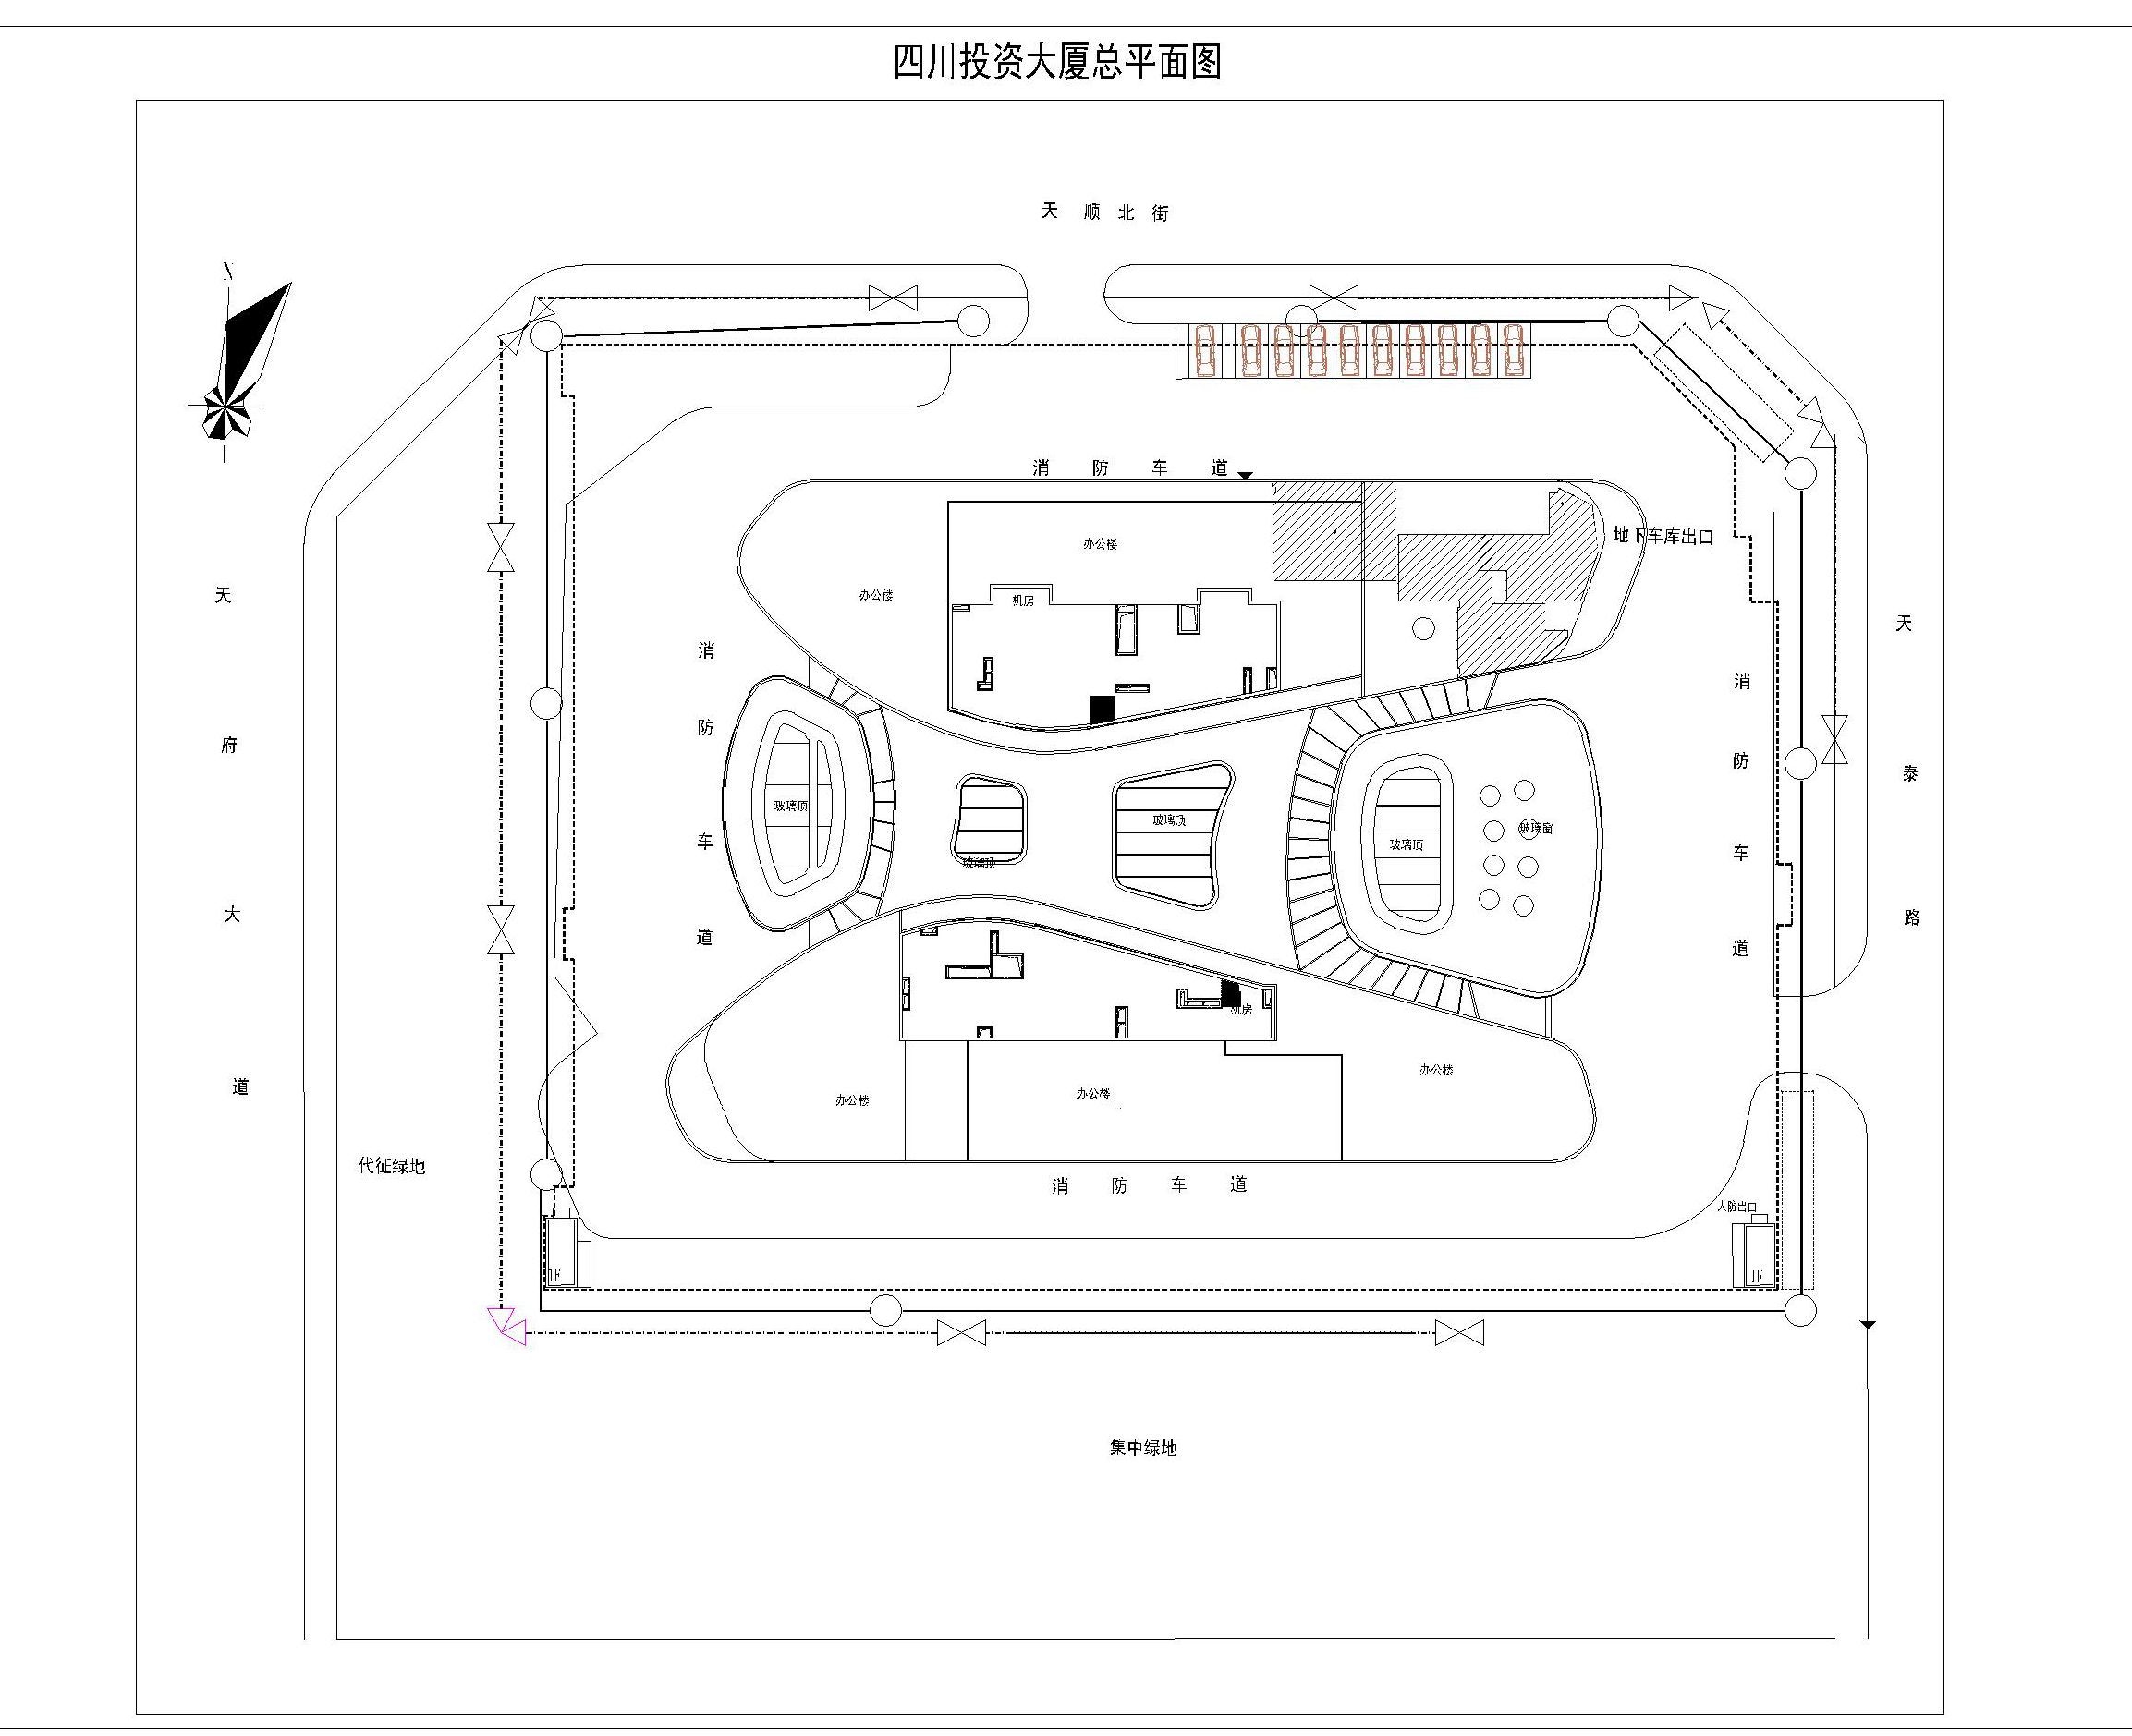 四川投资大厦总平面图
天顺北街
N
消防车道
地下车库出口
办公楼
办公楼
机房
天府大道
消防车道
天泰路
消防车道
玻璃顶
玻璃顶
玻璃顶
玻璃顶
玻璃窗
机房
办公楼
办公楼
办公楼
代征绿地
消防车道
人防出口
1F
1F
集中绿地